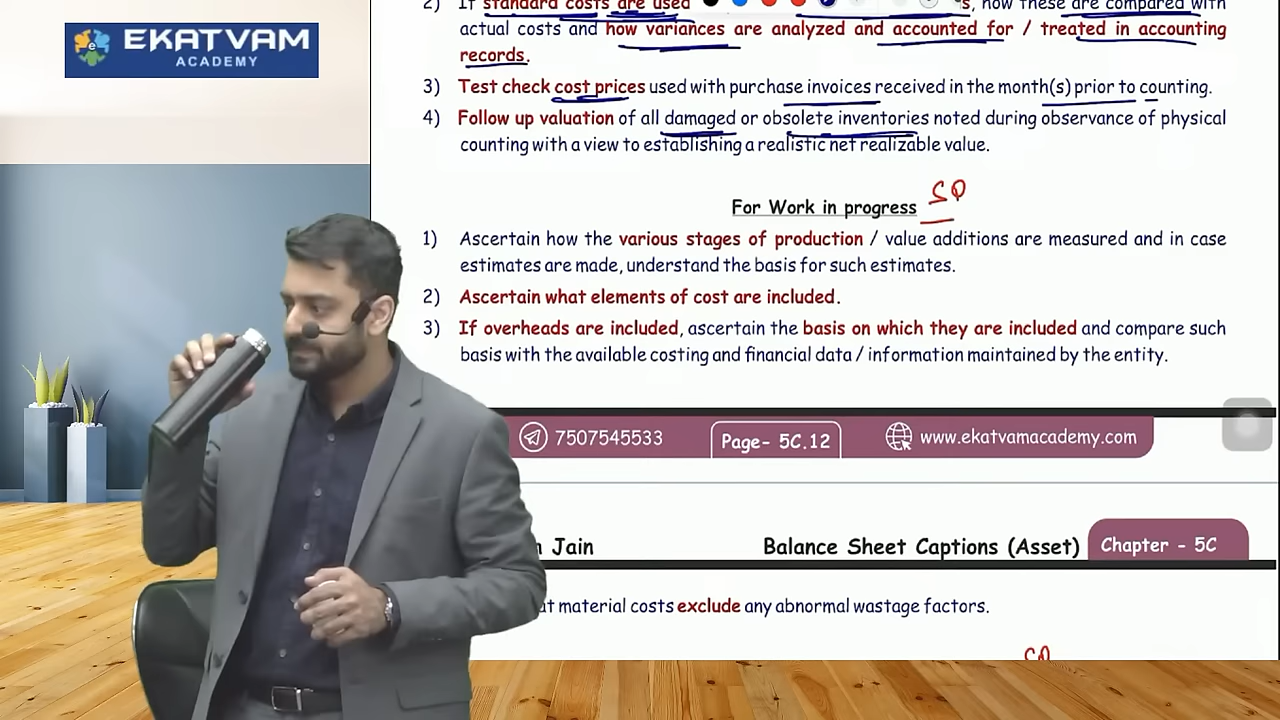 EKATVAM
ACADEMY
2) If standard costs are used s, how these are compared with
actual costs and how variances are analyzed and accounted for / treated in accounting
records.
3) Test check cost prices used with purchase invoices received in the month(s) prior to counting.
4) Follow up valuation of all damaged or obsolete inventories noted during observance of physical
counting with a view to establishing a realistic net realizable value.
For Work in progress
1) Ascertain how the various stages of production / value additions are measured and in case
estimates are made, understand the basis for such estimates.
2) Ascertain what elements of cost are included.
3) If overheads are included, ascertain the basis on which they are included and compare such
basis with the available costing and financial data / information maintained by the entity.
7507545533
Page- 5C.12
www.ekatvamacademy.com
Jain
Balance Sheet Captions (Asset)
Chapter - 5C
material costs exclude any abnormal wastage factors.